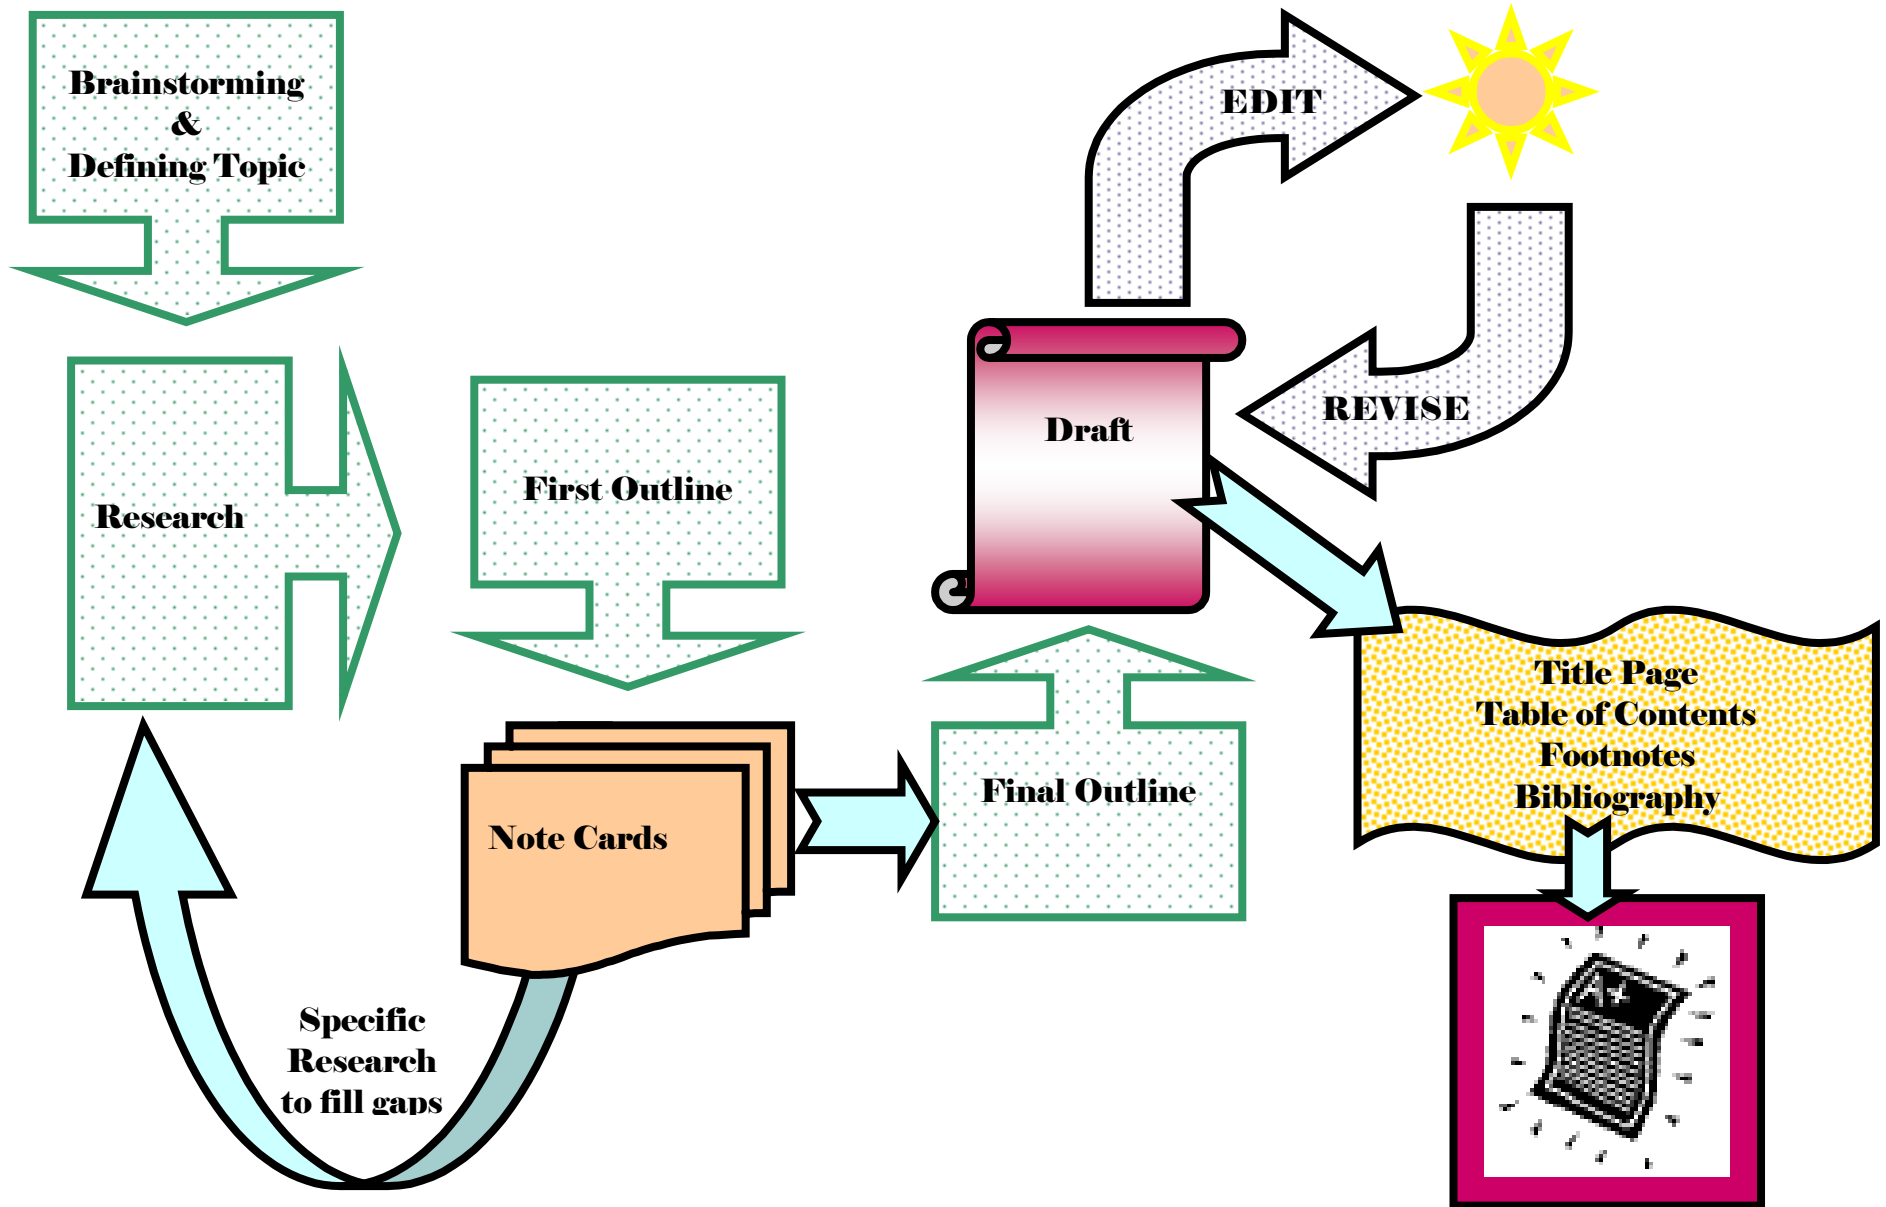 Brainstorming
&
Defining Topic
Research
First Outline
Note Cards
Specific
Research
to fill gaps
Final Outline
Draft
EDIT
REVISE
Title Page
Table of Contents
Footnotes
Bibliography